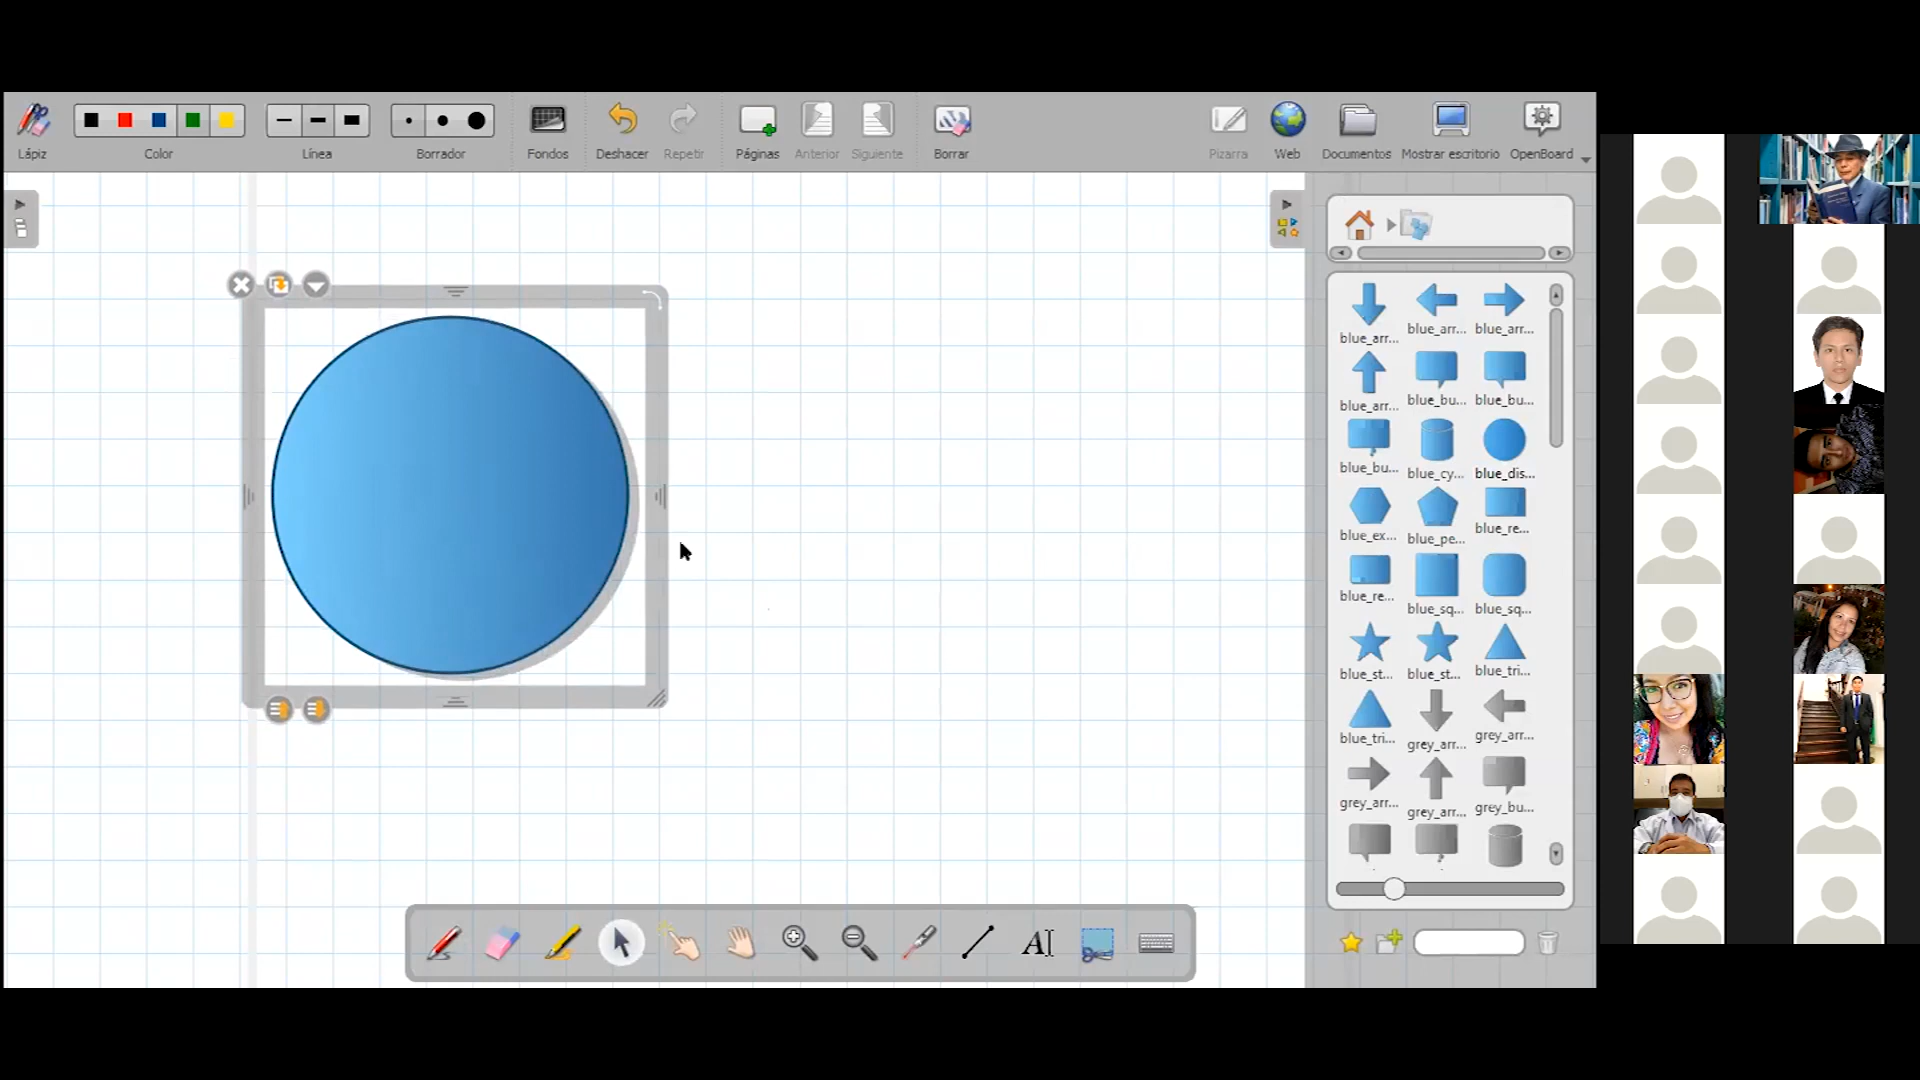 Lápiz
Color
Línea
Borrador
Fondos
Deshacer
Repetir
Páginas
Anterior
Siguiente
Borrar
Pizarra
Web
Documentos
Mostrar escritorio
OpenBoard
blue_arr...
blue_arr...
blue_arr...
blue_arr...
blue_bu...
blue_bu...
blue_bu...
blue_cy...
blue_dis...
blue_ex...
blue_pe...
blue_re...
blue_re...
blue_sq...
blue_sq...
blue_st...
blue_st...
blue_tri...
blue_tri...
grey_arr...
grey_arr...
grey_arr...
grey_arr...
grey_bu...
A